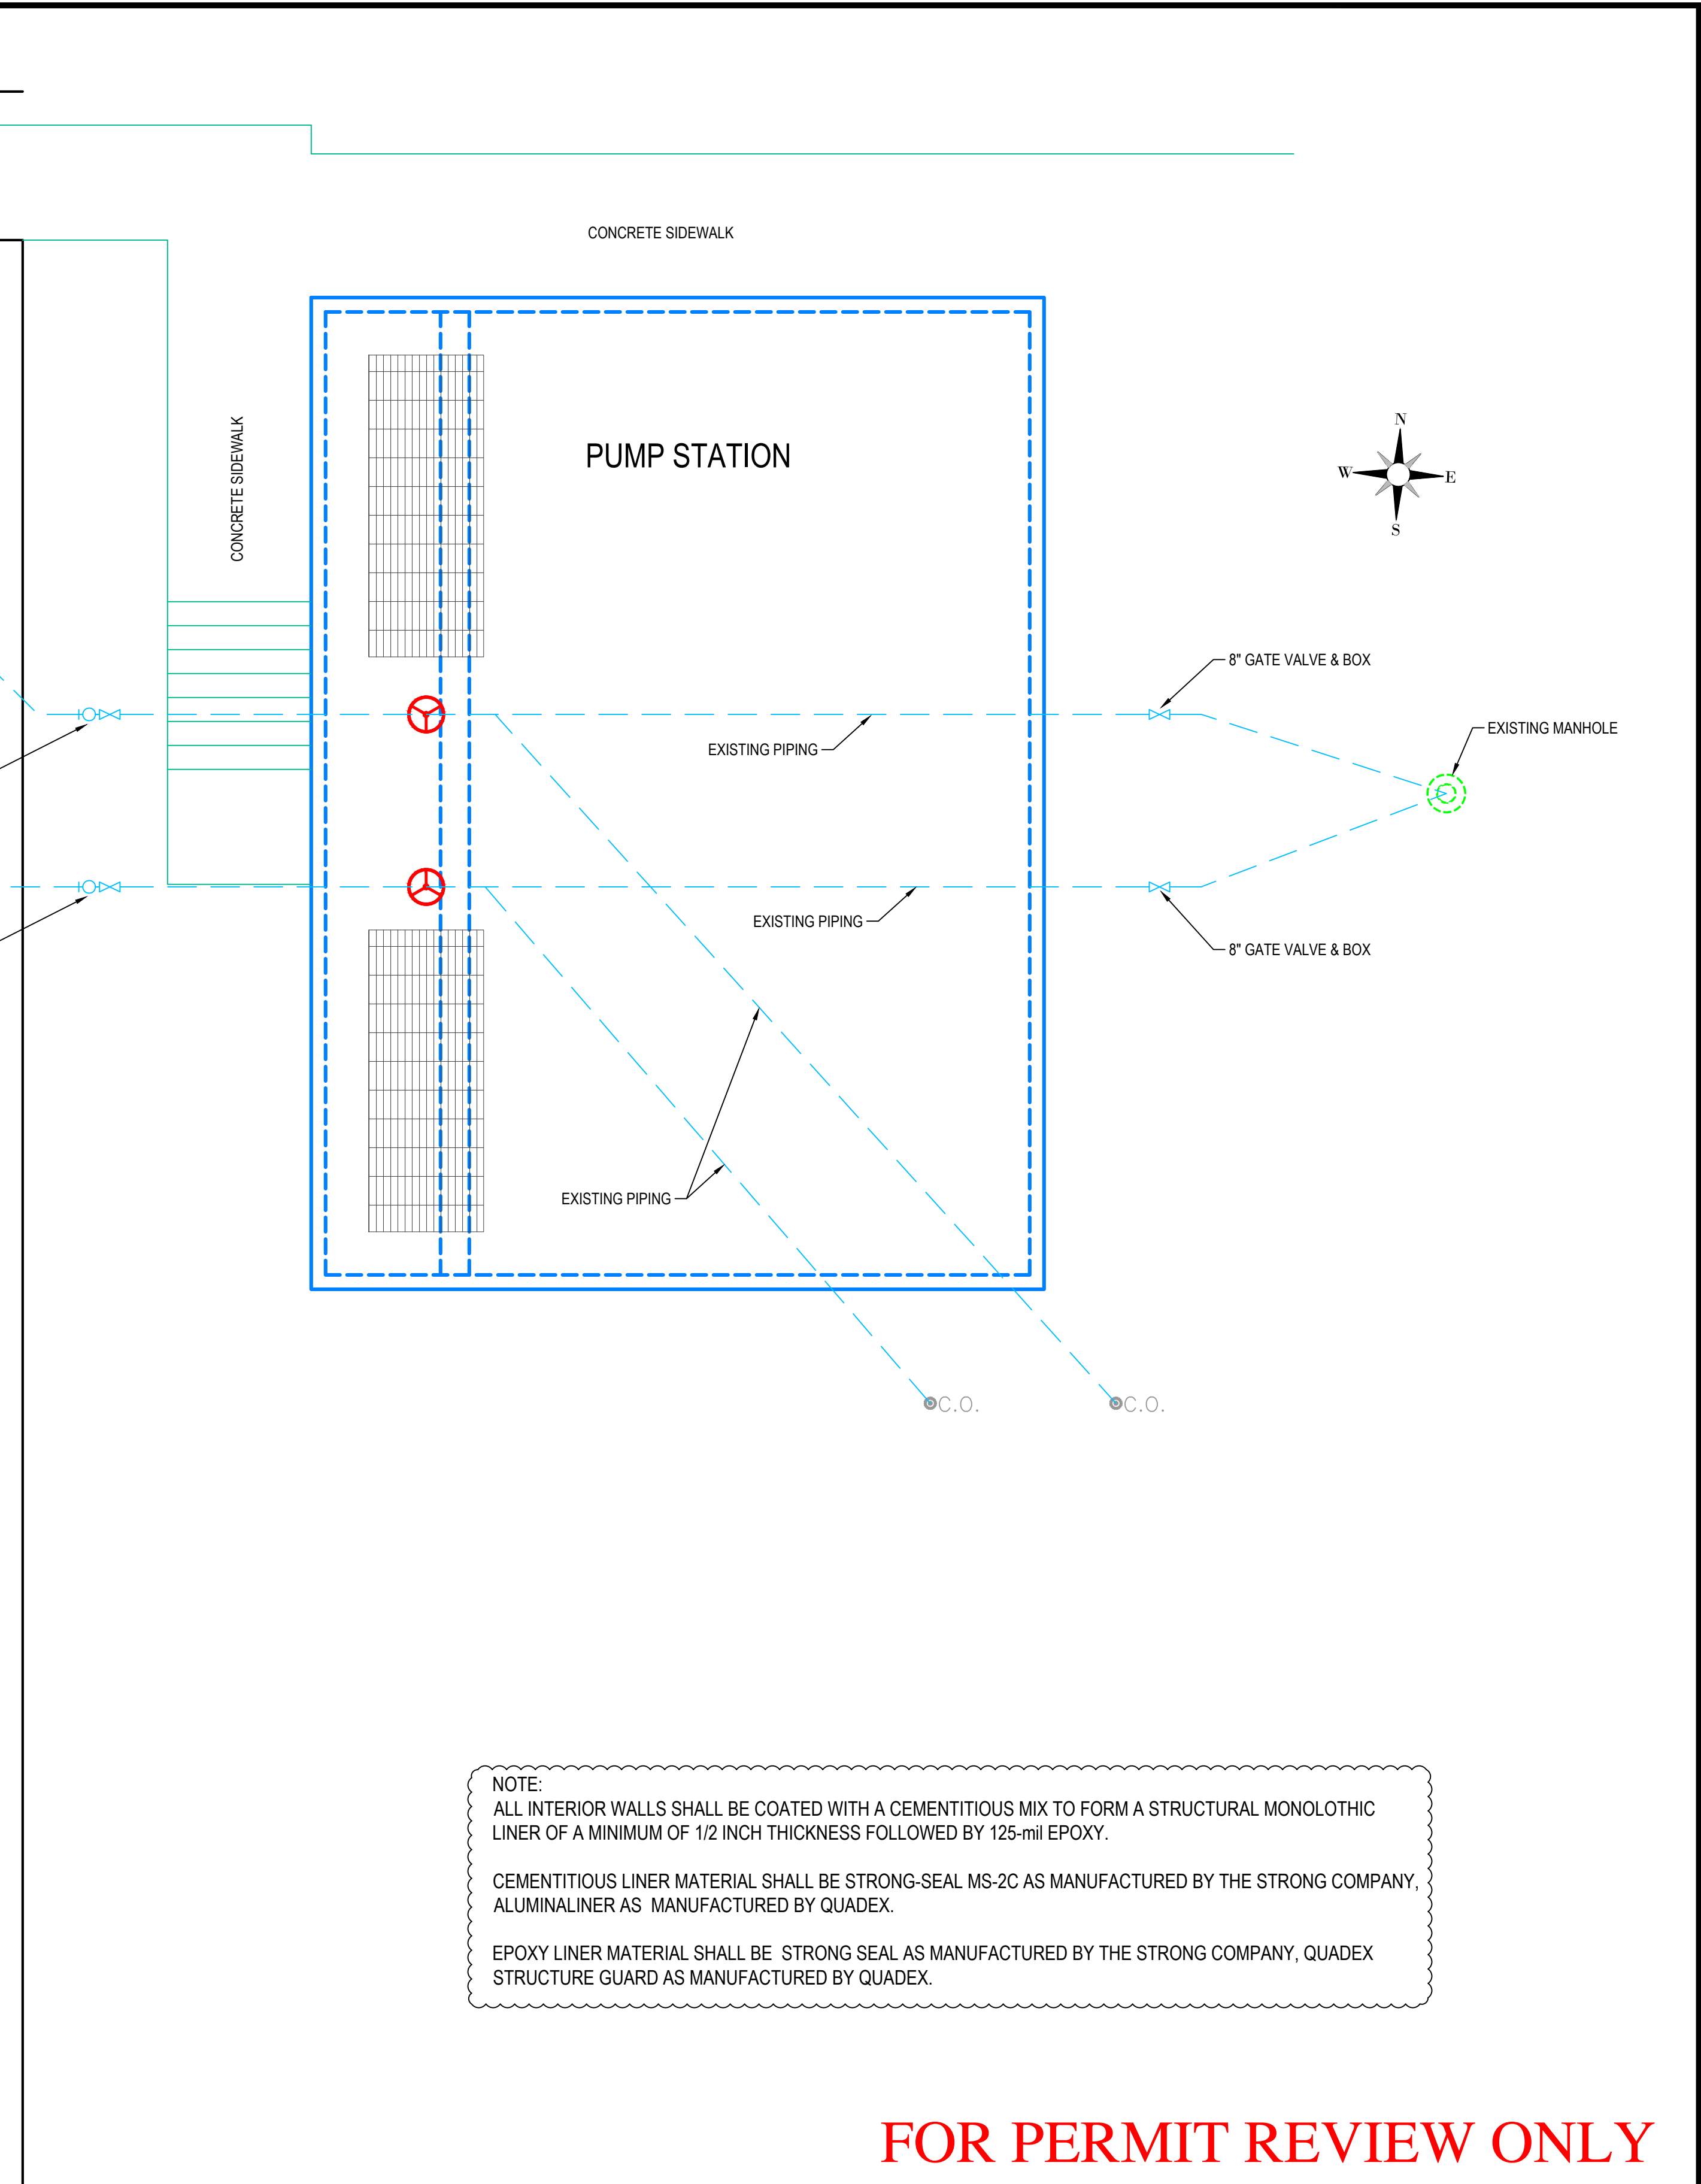 CONCRETE SIDEWALK
CONCRETE SIDEWALK
PUMP STATION
N
W
E
S
8" GATE VALVE & BOX
EXISTING MANHOLE
EXISTING PIPING
EXISTING PIPING
8" GATE VALVE & BOX
EXISTING PIPING
C.O.
C.O.
NOTE:
ALL INTERIOR WALLS SHALL BE COATED WITH A CEMENTITIOUS MIX TO FORM A STRUCTURAL MONOLOTHIC
LINER OF A MINIMUM OF 1/2 INCH THICKNESS FOLLOWED BY 125-mil EPOXY.
CEMENTITIOUS LINER MATERIAL SHALL BE STRONG-SEAL MS-2C AS MANUFACTURED BY THE STRONG COMPANY,
ALUMINALINER AS MANUFACTURED BY QUADEX.
EPOXY LINER MATERIAL SHALL BE STRONG SEAL AS MANUFACTURED BY THE STRONG COMPANY, QUADEX
STRUCTURE GUARD AS MANUFACTURED BY QUADEX.
FOR PERMIT REVIEW ONLY